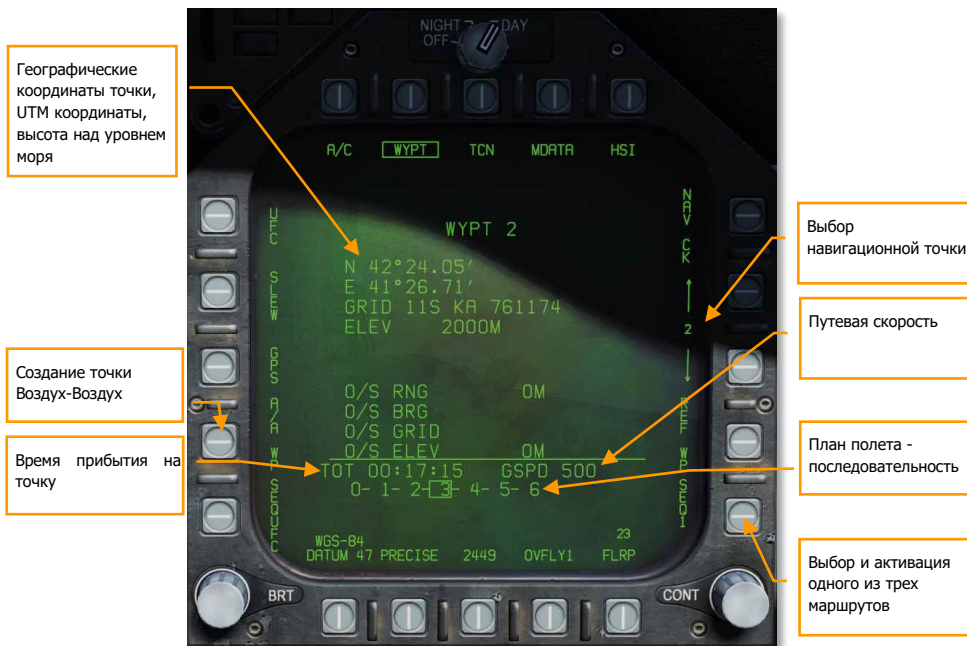 NIGHT DAY
OFF
Географические
координаты точки,
UTM координаты,
высота над уровнем
моря
A/C WYPT TCN MDATA HSI
NAV CK
UFC
WYPT 2
N 42°24.05′
E 41°26.71′
GRID 11S KA 761174
ELEV 2000M
SLEW
2
Выбор
навигационной точки
Путевая скорость
GPS
Создание точки
Воздух-Воздух
O/S RNG 0M
O/S BRG
O/S GRID
O/S ELEV 0M
A/A WP
REF WP
Время прибытия на
точку
План полета -
последовательность
TOT 00:17:15 GSPD 500
0- 1- 2- 3- 4- 5- 6
SEQUFC
SEQ1
WGS-84 23
DATUM 47 PRECISE 2449 OVFLY1 FLRP
Выбор и активация
одного из трех
маршрутов
BRT CONT